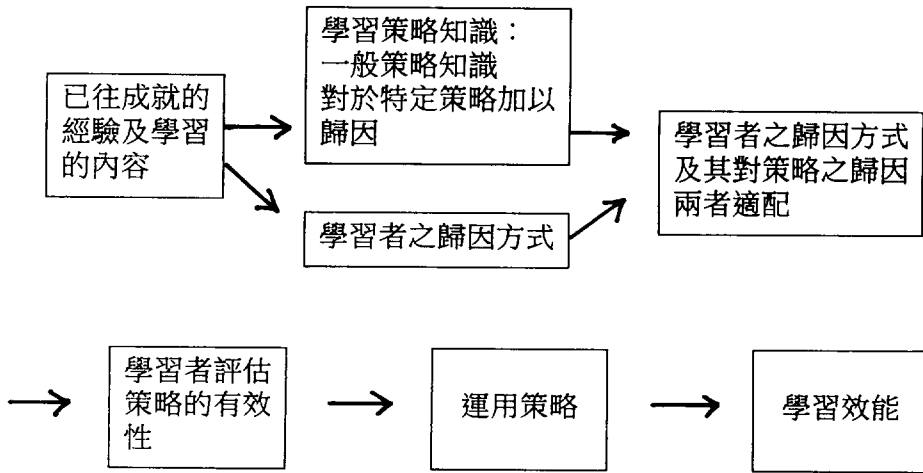 已往成就的
經驗及學習
的內容
學習策略知識：
一般策略知識
對於特定策略加以
歸因
學習者之歸因方式
學習者之歸因方式
及其對策略之歸因
兩者適配
學習者評估
策略的有效
性
運用策略
學習效能